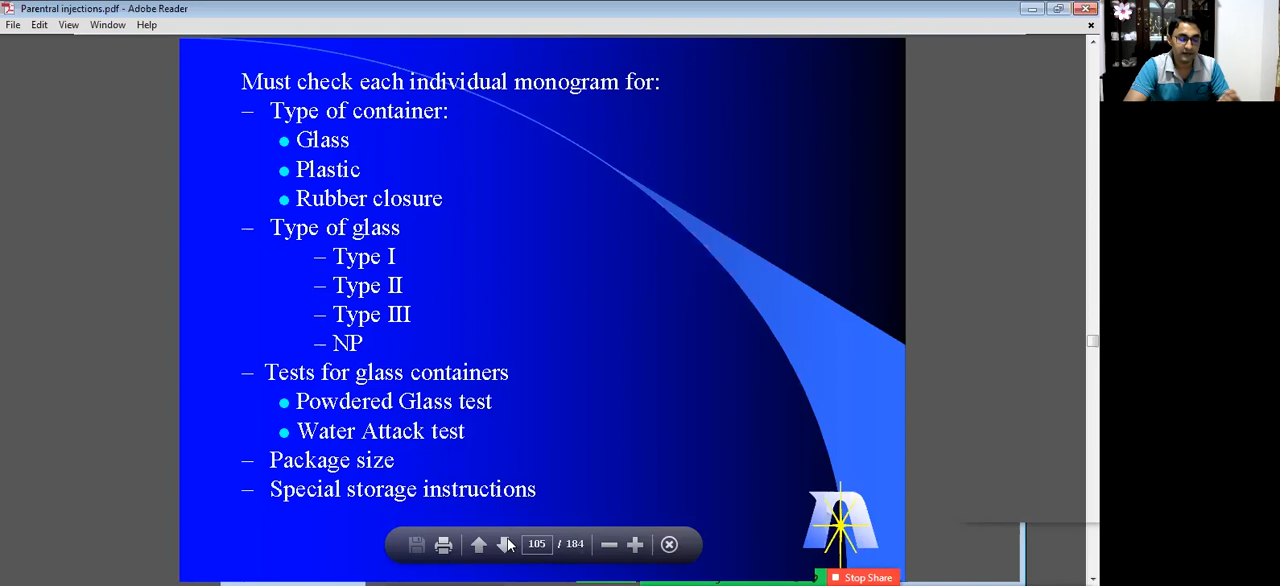 Parentral injections.pdf - Adobe Reader
File Edit View Window Help
Must check each individual monogram for:
– Type of container:
● Glass
● Plastic
● Rubber closure
– Type of glass
– Type I
– Type II
– Type III
– NP
– Tests for glass containers
● Powdered Glass test
● Water Attack test
– Package size
– Special storage instructions
105 / 184
Stop Share